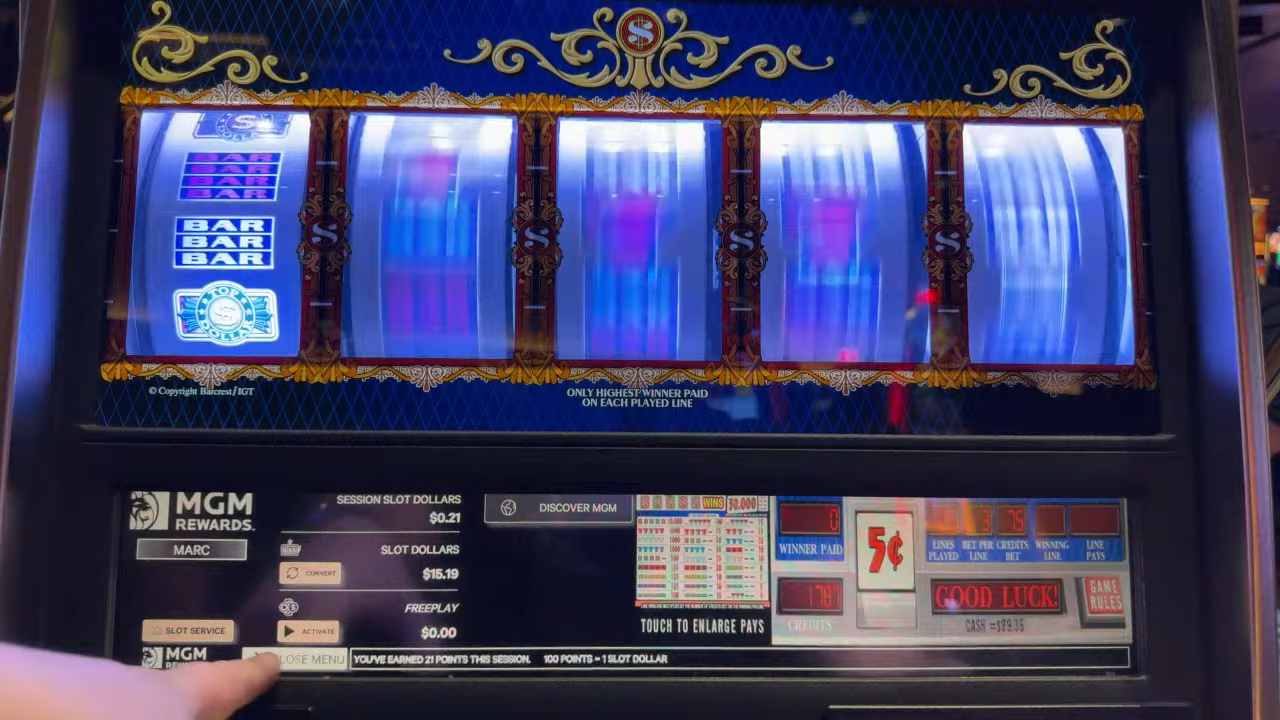 $
BAR
BAR
BAR
BAR
BAR
BAR
BAR
TOP
$
DOLLAR
S
S
S
S
© Copyright Barcrest/IGT
ONLY HIGHEST WINNER PAID
ON EACH PLAYED LINE
MGM
REWARDS.
MARC
SLOT SERVICE
SESSION SLOT DOLLARS
$0.21
SLOT DOLLARS
CONVERT
$15.19
FREEPLAY
ACTIVATE
$0.00
DISCOVER MGM
WINS 30,000
TOUCH TO ENLARGE PAYS
0
WINNER PAID
1787
CREDITS
5¢
3
75
LINES
PLAYED
BET PER
LINE
CREDITS
BET
WINNING
LINE
LINE
PAYS
GOOD LUCK!
CASH =$89.35
GAME
RULES
MGM
LOSE MENU
YOU'VE EARNED 21 POINTS THIS SESSION. 100 POINTS = 1 SLOT DOLLAR